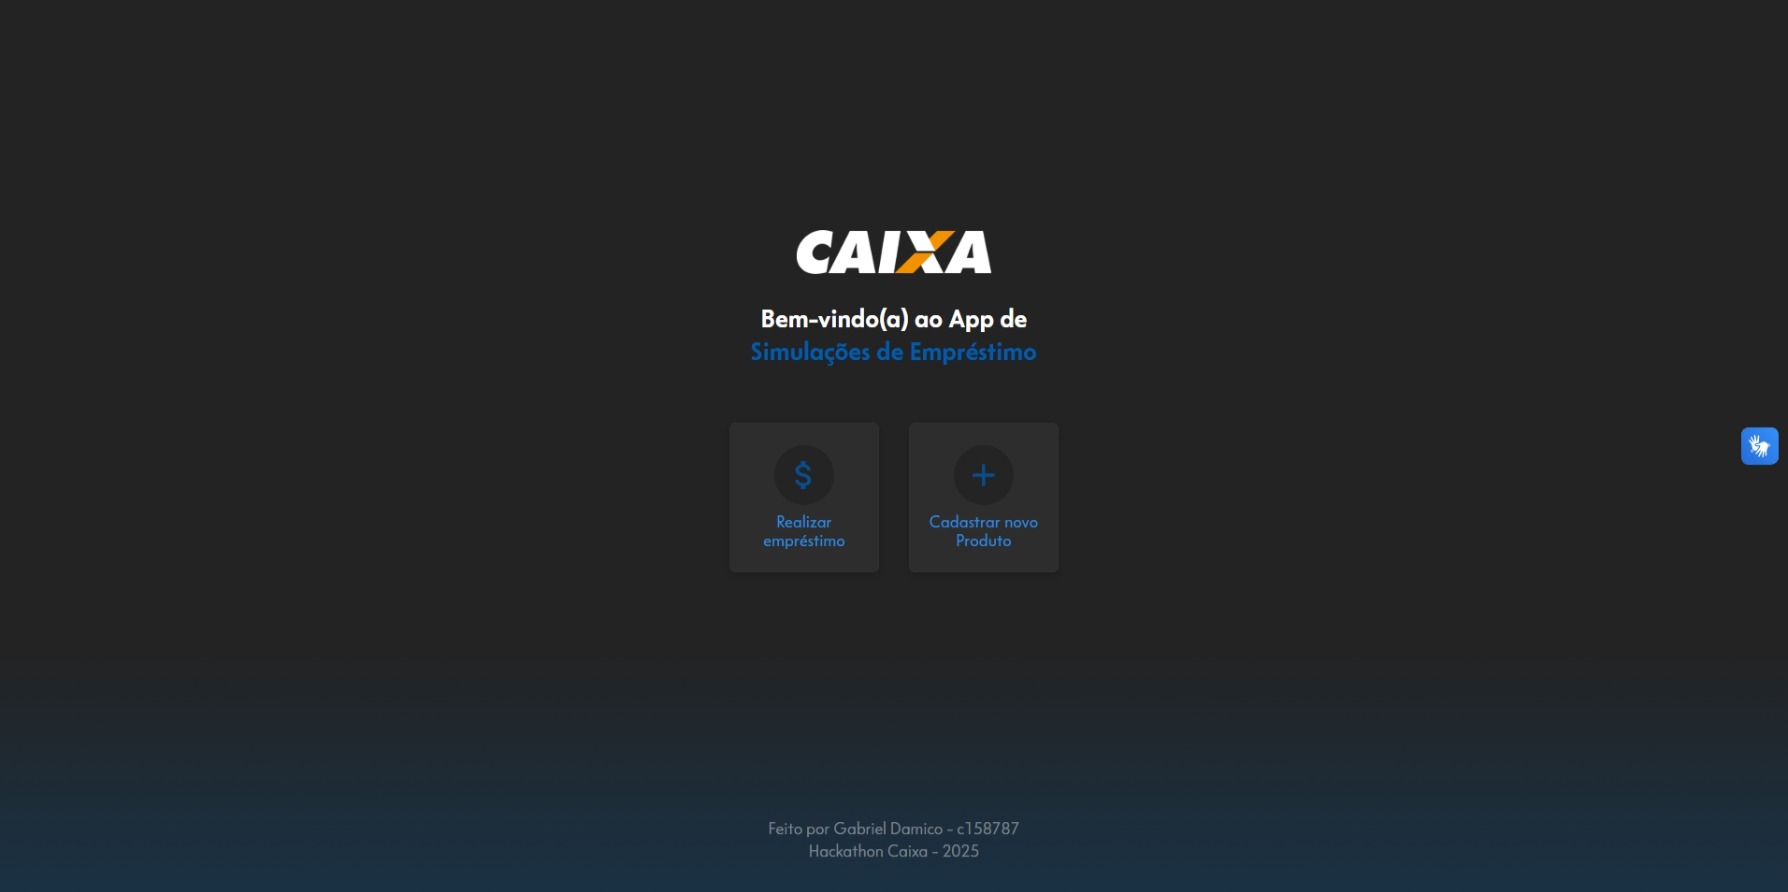 CAIXA
Bem-vindo(a) ao App de
Simulações de Empréstimo
$
Realizar
empréstimo
+
Cadastrar novo
Produto
Feito por Gabriel Damico - c158787
Hackathon Caixa - 2025